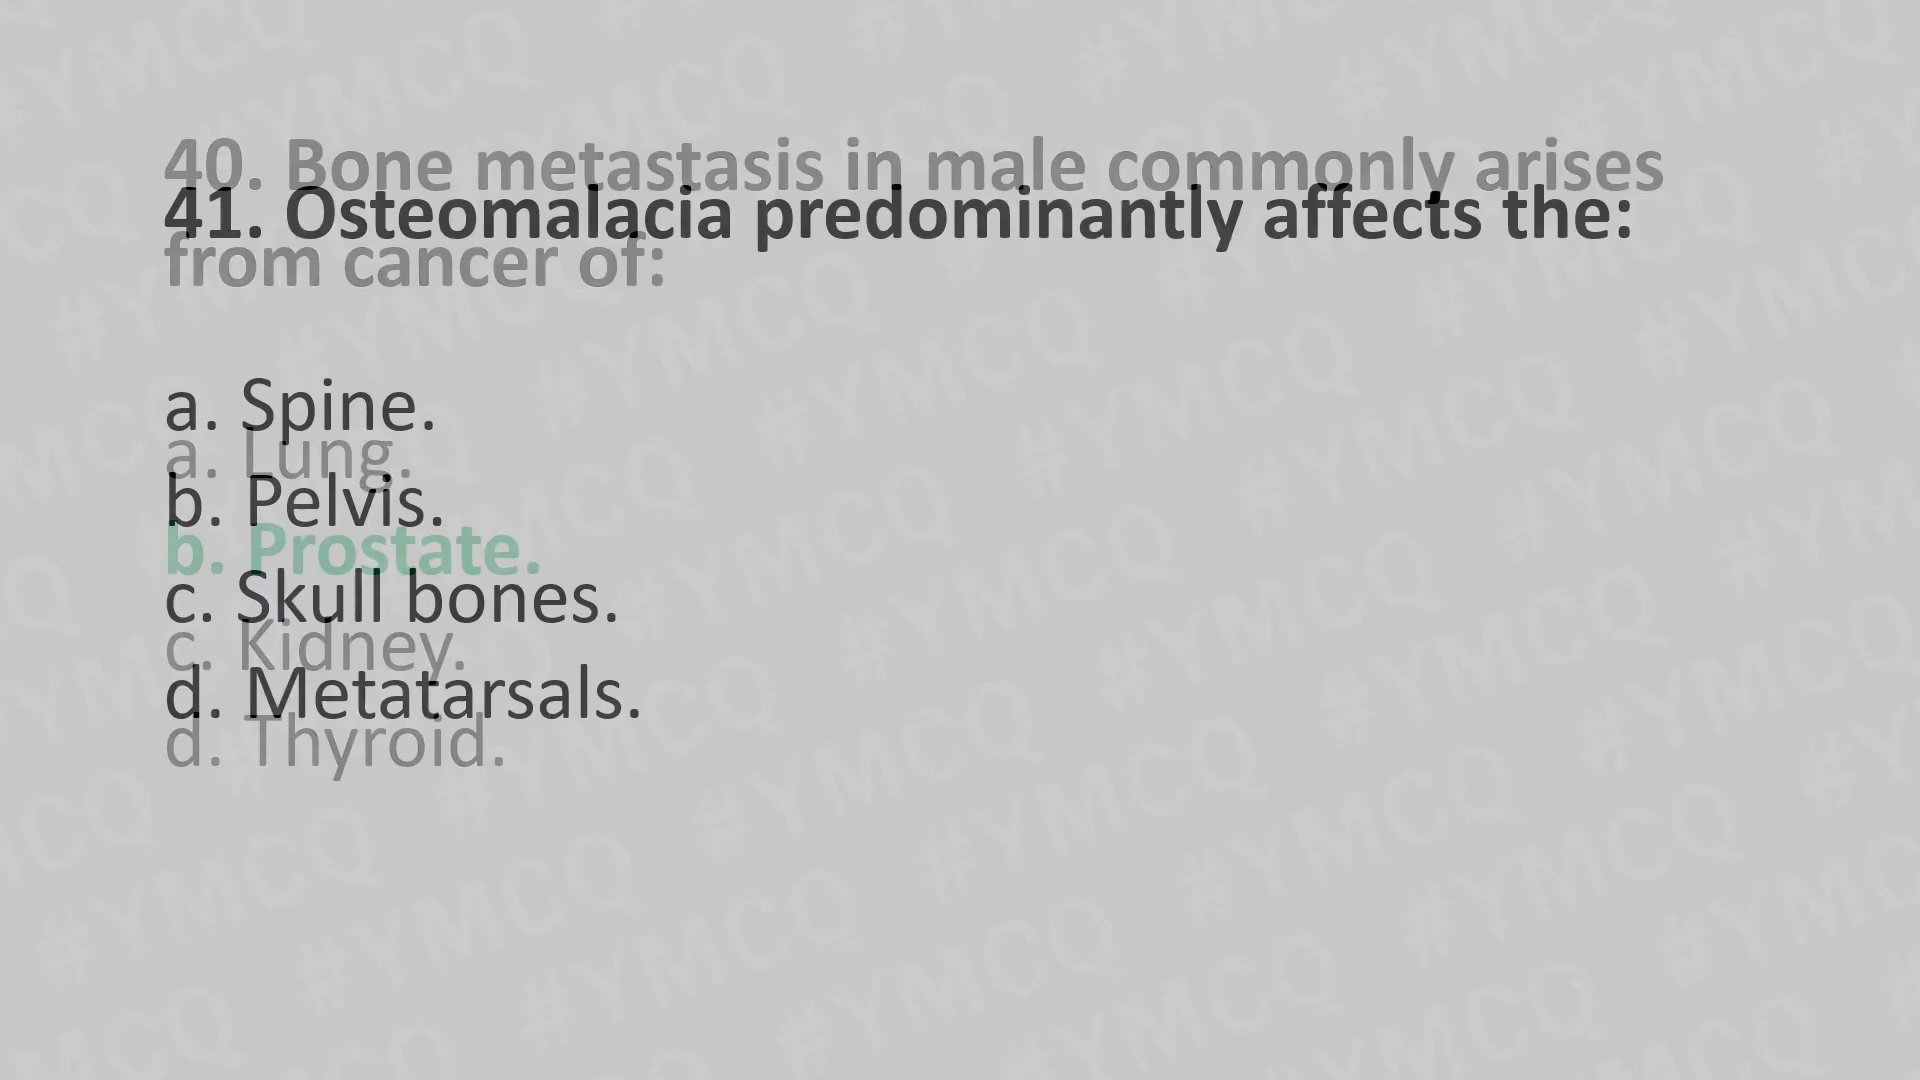 40. Bone metastasis in male commonly arises
from cancer of:
a. Lung.
b. Prostate.
c. Kidney.
d. Thyroid.
41. Osteomalacia predominantly affects the:
a. Spine.
b. Pelvis.
c. Skull bones.
d. Metatarsals.
#YMCQ